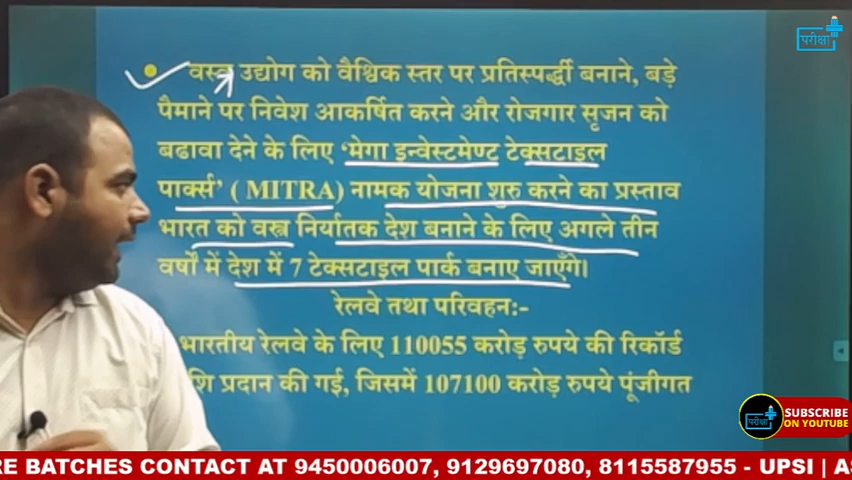 परीक्षा
वस्त्र उद्योग को वैश्विक स्तर पर प्रतिस्पर्द्धी बनाने, बड़े
पैमाने पर निवेश आकर्षित करने और रोजगार सृजन को
बढावा देने के लिए ‘मेगा इन्वेस्टमेण्ट टेक्सटाइल
पार्क्स’ ( MITRA) नामक योजना शुरु करने का प्रस्ताव
भारत को वस्त्र निर्यातक देश बनाने के लिए अगले तीन
वर्षों में देश में 7 टेक्सटाइल पार्क बनाए जाएँगे।
रेलवे तथा परिवहन:-
भारतीय रेलवे के लिए 110055 करोड़ रुपये की रिकॉर्ड
प्रदान की गई, जिसमें 107100 करोड़ रुपये पूंजीगत
परीक्षा
SUBSCRIBE
ON YOUTUBE
RE BATCHES CONTACT AT 9450006007, 9129697080, 8115587955 - UPSI | AS